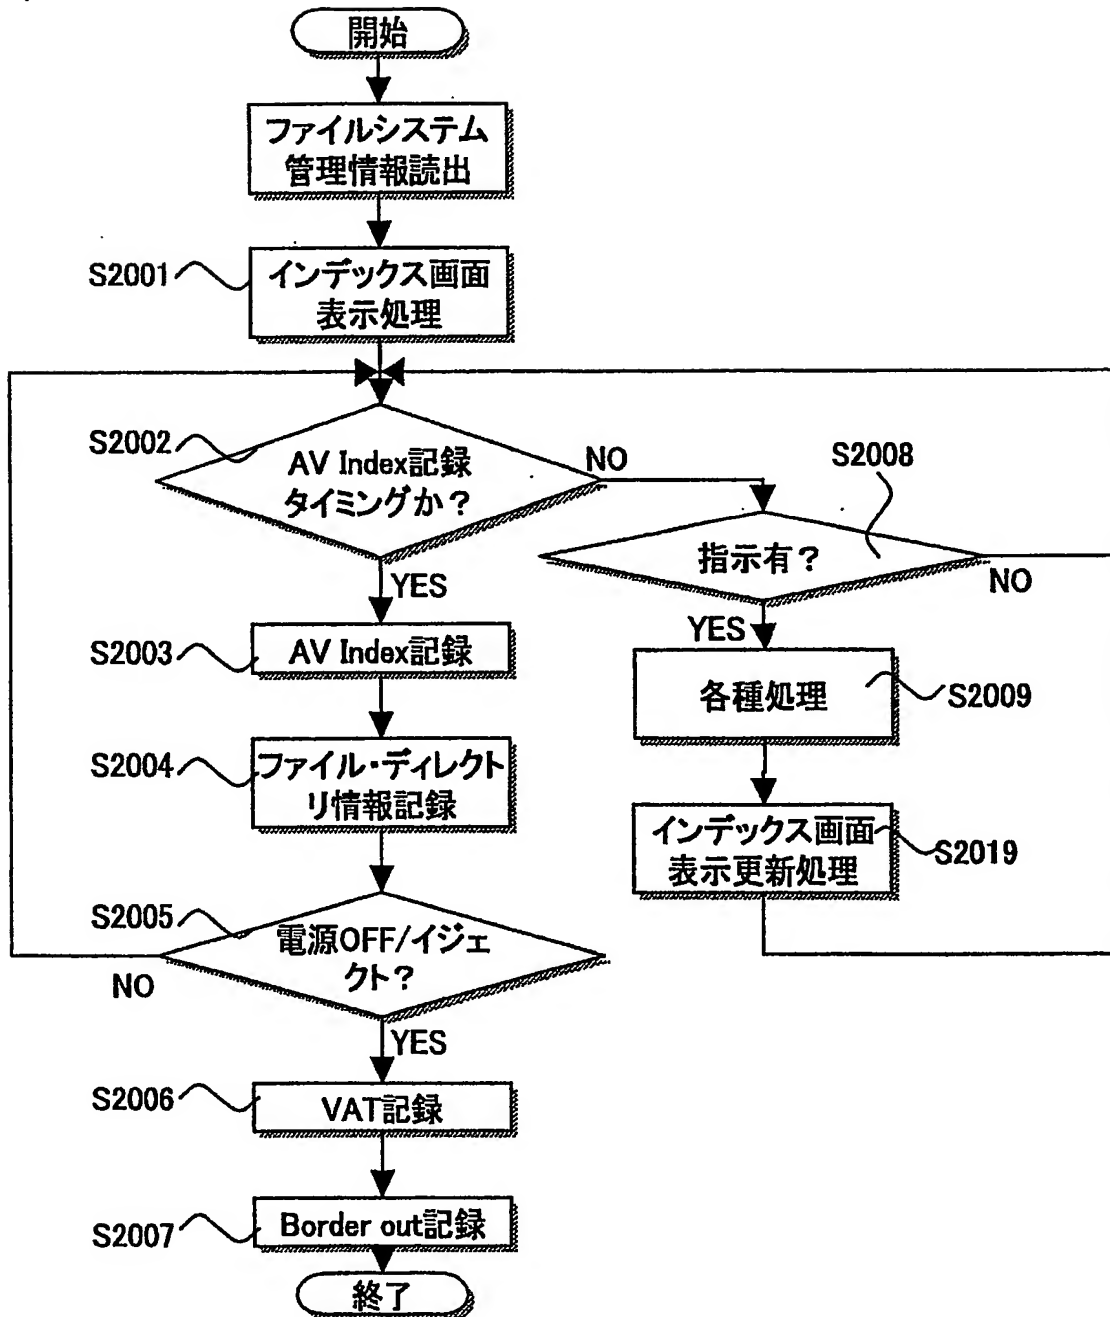 開始
ファイルシステム
管理情報読出
S2001
インデックス画面
表示処理
S2002
AV Index記録
タイミングか？
NO
YES
S2008
指示有？
NO
YES
S2003
AV Index記録
各種処理
S2009
S2004
ファイル・ディレクト
リ情報記録
インデックス画面
表示更新処理
S2019
S2005
電源OFF/イジェ
クト？
NO
YES
S2006
VAT記録
S2007
Border out記録
終了